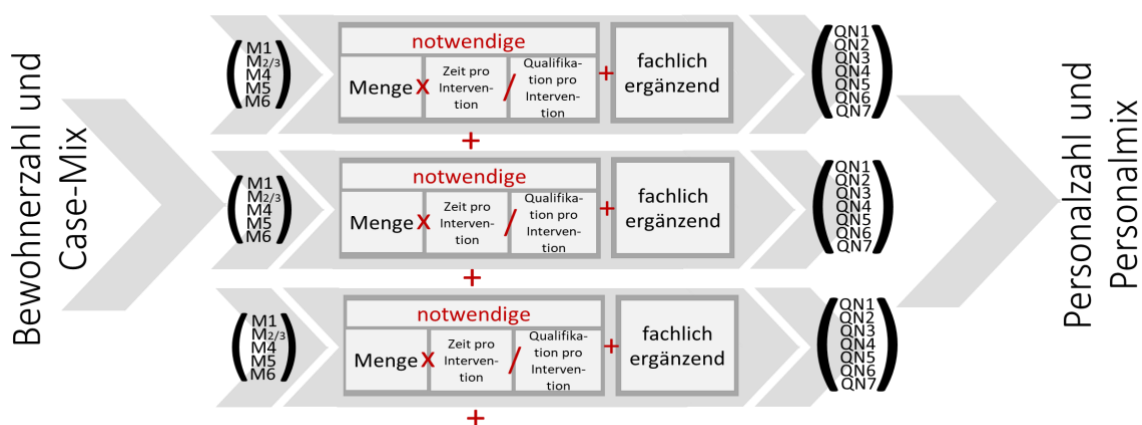 Bewohnerzahl und
Case-Mix
M1
M2/3
M4
M5
M6
notwendige
Menge
x
Zeit pro
Interven-
tion
/
Qualifika-
tion pro
Interven-
tion
+
fachlich
ergänzend
QN1
QN2
QN3
QN4
QN5
QN6
QN7
+
M1
M2/3
M4
M5
M6
notwendige
Menge
x
Zeit pro
Interven-
tion
/
Qualifika-
tion pro
Interven-
tion
+
fachlich
ergänzend
QN1
QN2
QN3
QN4
QN5
QN6
QN7
+
M1
M2/3
M4
M5
M6
notwendige
Menge
x
Zeit pro
Interven-
tion
/
Qualifika-
tion pro
Interven-
tion
+
fachlich
ergänzend
QN1
QN2
QN3
QN4
QN5
QN6
QN7
+
Personalzahl und
Personalmix